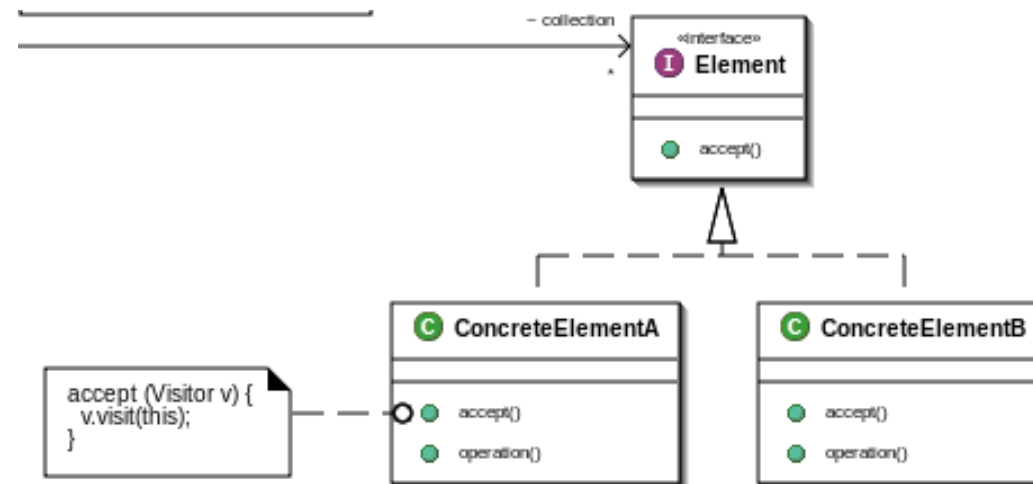 - collection
*
«interface»
I Element
accept()
C ConcreteElementA
C ConcreteElementB
accept (Visitor v) {
v.visit(this);
}
accept()
operation()
accept()
operation()